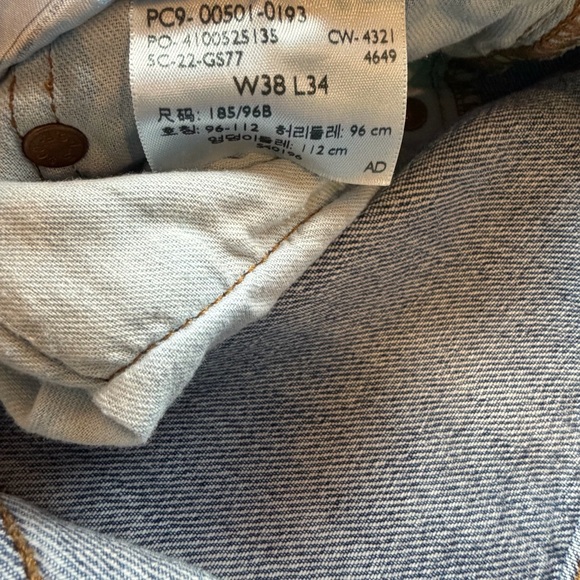 PC9- 00501-0193
PO- 4100525135 CW- 4321
SC-22-GS77 4649
W38 L34
尺码: 185/96B
호칭: 96-112 허리둘레: 96 cm
엉덩이둘레: 112 cm
540196
AD